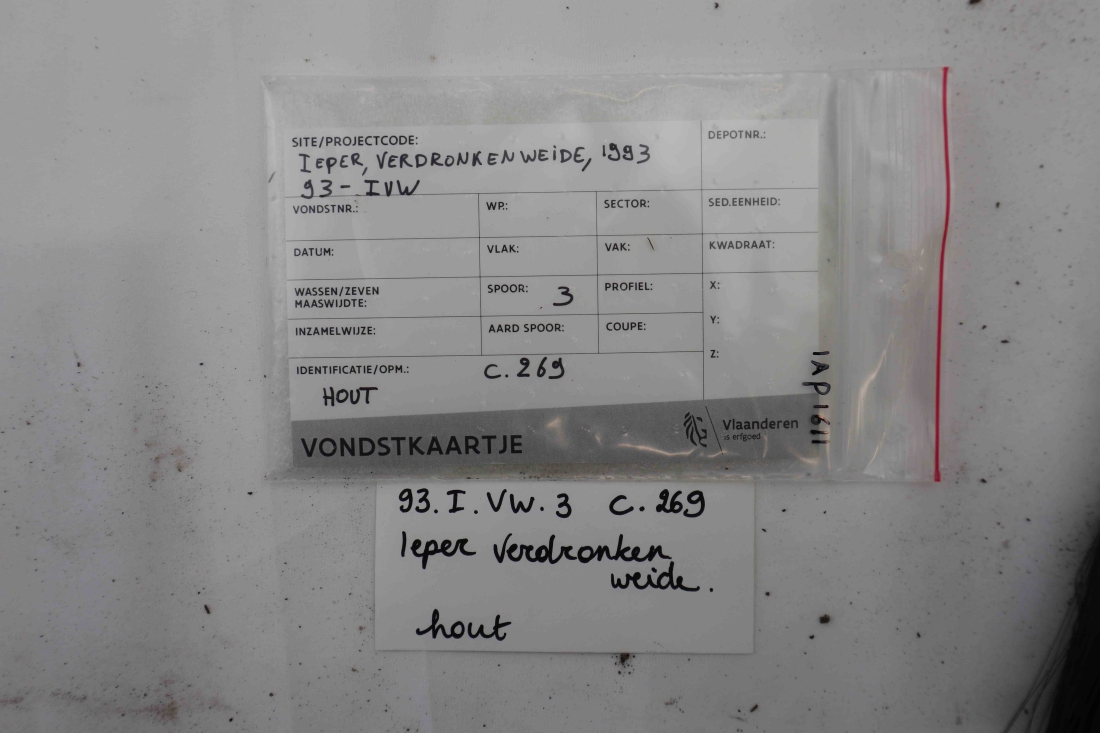 SITE/PROJECTCODE:
IEPER, VERDRONKENWEIDE, 1993
93 - IVW
DEPOTNR.:
VONDSTNR.:
WP.:
SECTOR:
SED.EENHEID:
DATUM:
VLAK:
VAK:
KWADRAAT:
WASSEN/ZEVEN
MAASWIJDTE:
SPOOR: 3
PROFIEL:
X:
INZAMELWIJZE:
AARD SPOOR:
COUPE:
Y:
IDENTIFICATIE/OPM.: C. 269
HOUT
Z:
VONDSTKAARTJE
Vlaanderen
is erfgoed
IAP1611
93. I. VW. 3 C. 269
Ieper Verdronken
weide.
hout